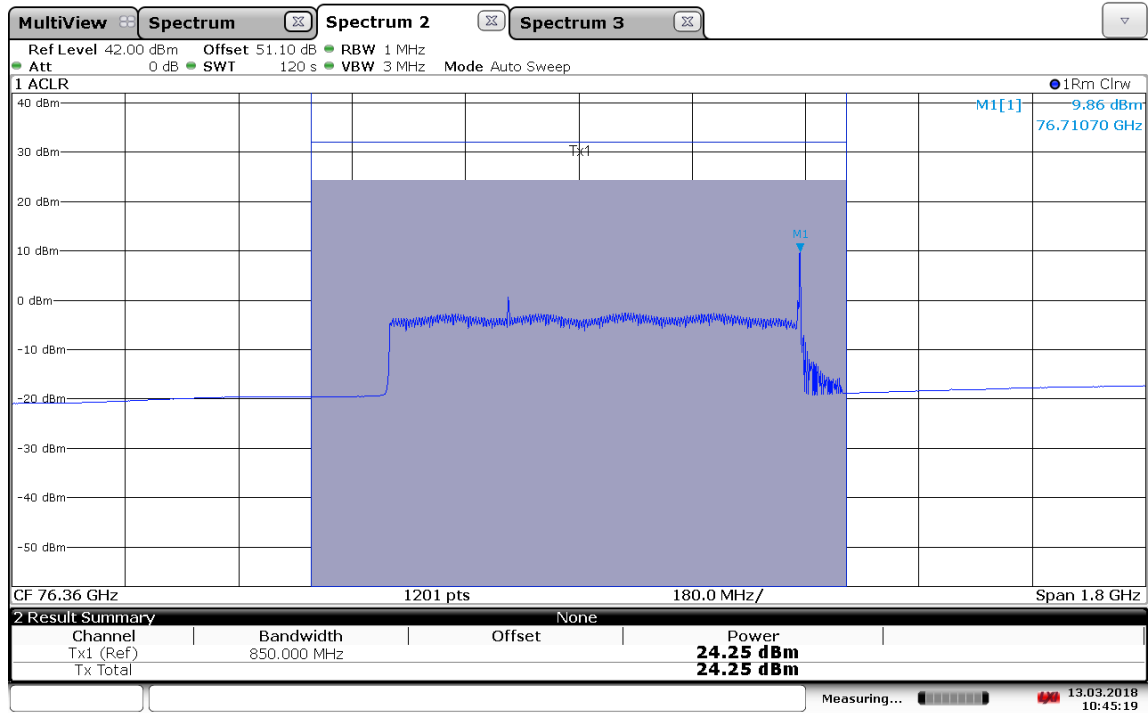 MultiView Spectrum Spectrum 2 Spectrum 3
Ref Level 42.00 dBm Offset 51.10 dB RBW 1 MHz
Att 0 dB SWT 120 s VBW 3 MHz Mode Auto Sweep
1 ACLR 1Rm Clrw
M1[1] 9.86 dBm
76.71070 GHz
40 dBm
30 dBm
Tx1
20 dBm
M1
10 dBm
0 dBm
-10 dBm
-20 dBm
-30 dBm
-40 dBm
-50 dBm
CF 76.36 GHz 1201 pts 180.0 MHz/ Span 1.8 GHz
2 Result Summary None
Channel Bandwidth Offset Power
Tx1 (Ref) 850.000 MHz 24.25 dBm
Tx Total 24.25 dBm
Measuring... 13.03.2018
10:45:19